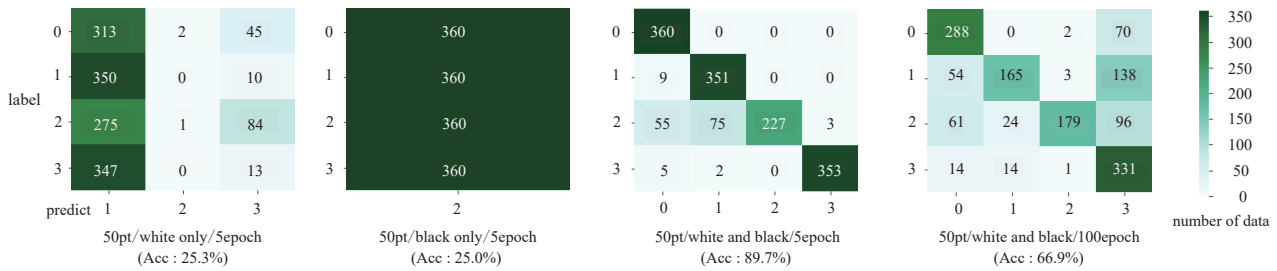 0 313 2 45
1 350 0 10
label
2 275 1 84
3 347 0 13
predict 1 2 3
50pt/white only/5epoch
(Acc : 25.3%)
0 360
1 360
2 360
3 360
2
50pt/black only/5epoch
(Acc : 25.0%)
0 360 0 0 0
1 9 351 0 0
2 55 75 227 3
3 5 2 0 353
0 1 2 3
50pt/white and black/5epoch
(Acc : 89.7%)
0 288 0 2 70
1 54 165 3 138
2 61 24 179 96
3 14 14 1 331
0 1 2 3
50pt/white and black/100epoch
(Acc : 66.9%)
350
300
250
200
150
100
50
0
number of data